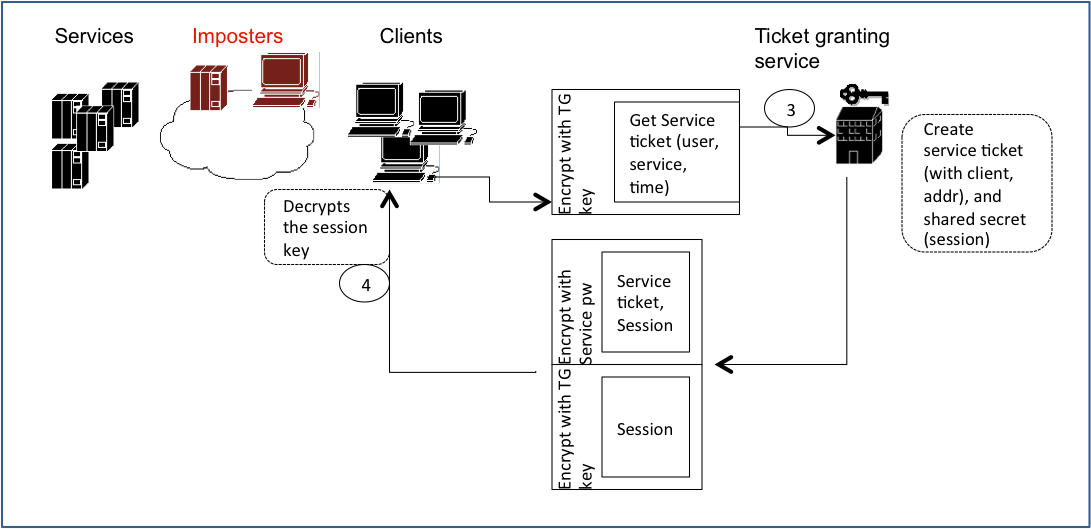 Services
Imposters
Clients
Ticket granting
service
Encrypt with TG
key
Get Service
ticket (user,
service,
time)
3
Create
service ticket
(with client,
addr), and
shared secret
(session)
Decrypts
the session
key
4
Encrypt with
Service pw
Service
ticket,
Session
Encrypt with TG
key
Session